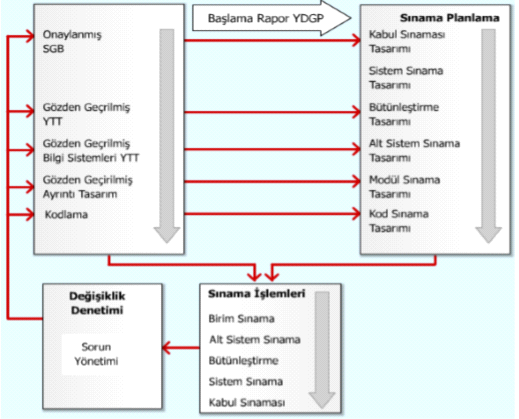 Başlama Rapor YDGP
Onaylanmış
SGB
Gözden Geçrilmiş
YTT
Gözden Geçrilmiş
Bilgi Sistemleri YTT
Gözden Geçirilmiş
Ayrıntı Tasarım
Kodlama
Sınama Planlama
Kabul Sınaması
Tasarımı
Sistem Sınama
Tasarımı
Bütünleştirme
Tasarımı
Alt Sistem Sınama
Tasarımı
Modül Sınama
Tasarımı
Kod Sınama
Tasarımı
Değişiklik
Denetimi
Sorun
Yönetimi
Sınama İşlemleri
Birim Sınama
Alt Sistem Sınama
Bütünleştirme
Sistem Sınama
Kabul Sınaması